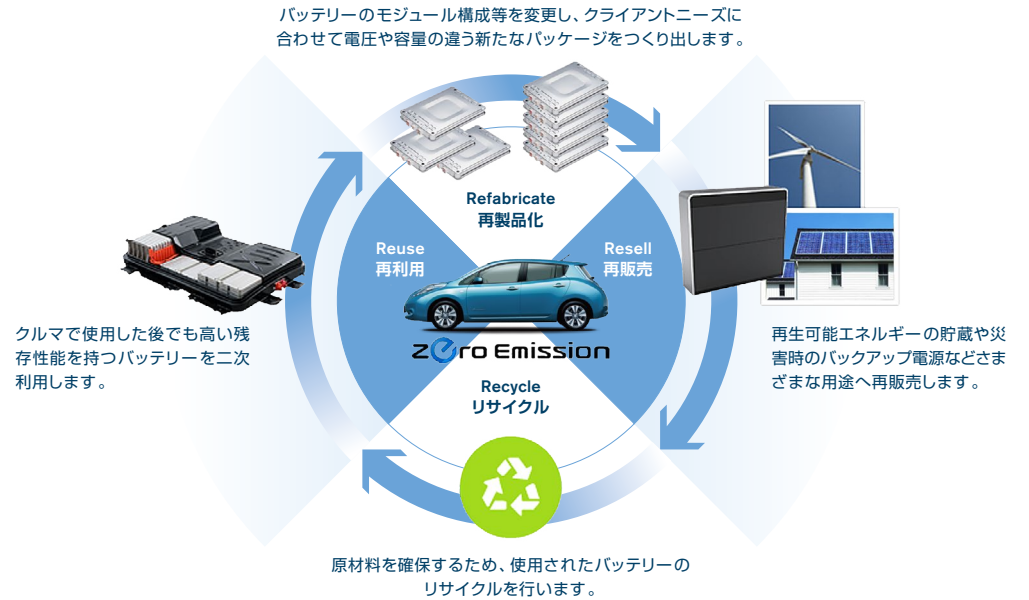 バッテリーのモジュール構成等を変更し、クライアントニーズに
合わせて電圧や容量の違う新たなパッケージをつくり出します。
Refabricate
再製品化
Reuse
再利用
Resell
再販売
クルマで使用した後でも高い残
存性能を持つバッテリーを二次
利用します。
zero Emission
再生可能エネルギーの貯蔵や災
害時のバックアップ電源などさま
ざまな用途へ再販売します。
Recycle
リサイクル
原材料を確保するため、使用されたバッテリーの
リサイクルを行います。